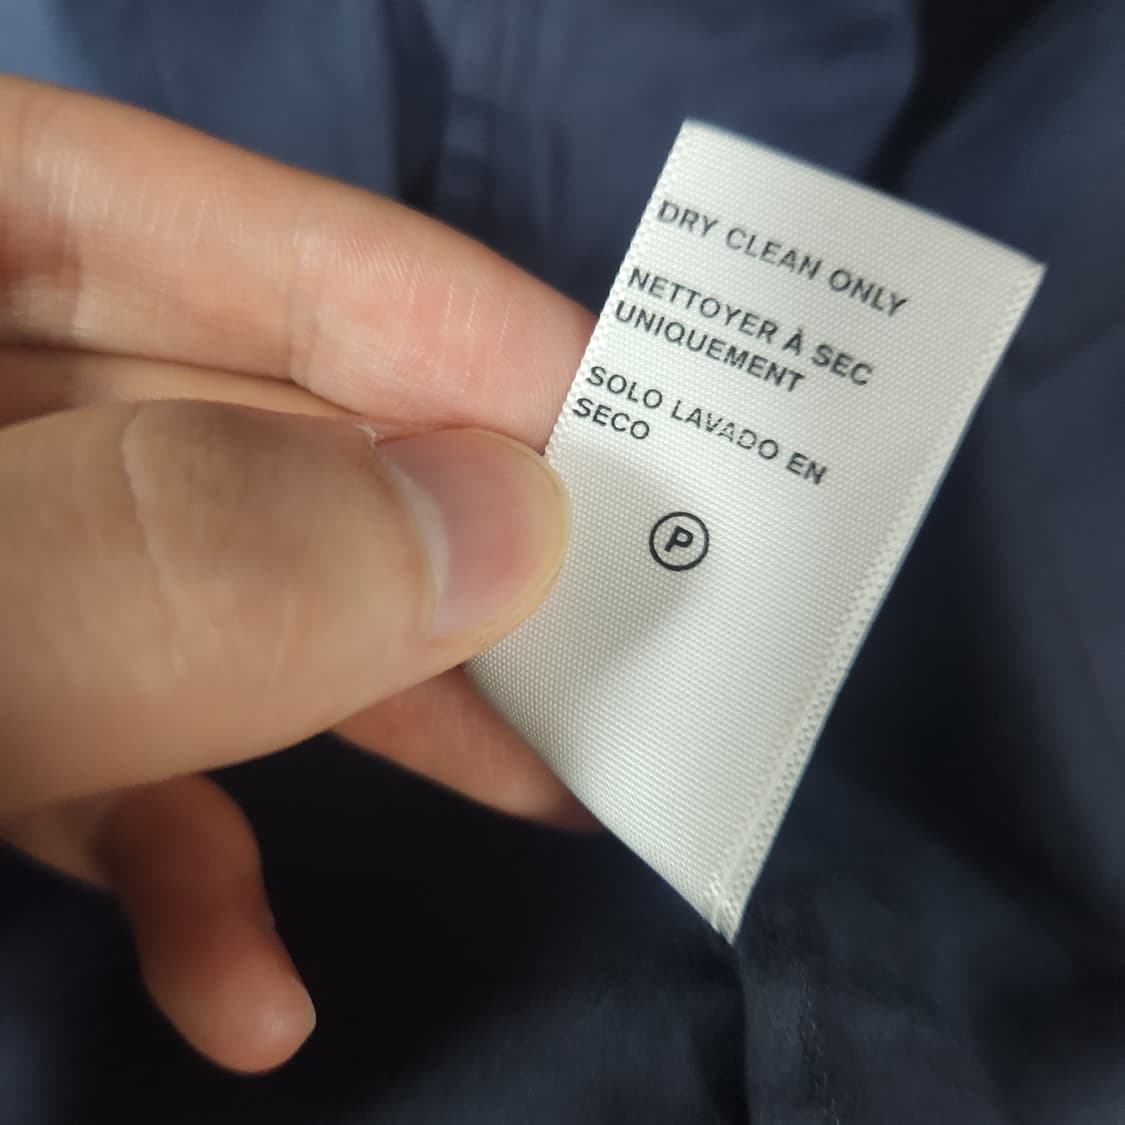 DRY CLEAN ONLY
NETTOYER À SEC
UNIQUEMENT
SOLO LAVADO EN
SECO
P